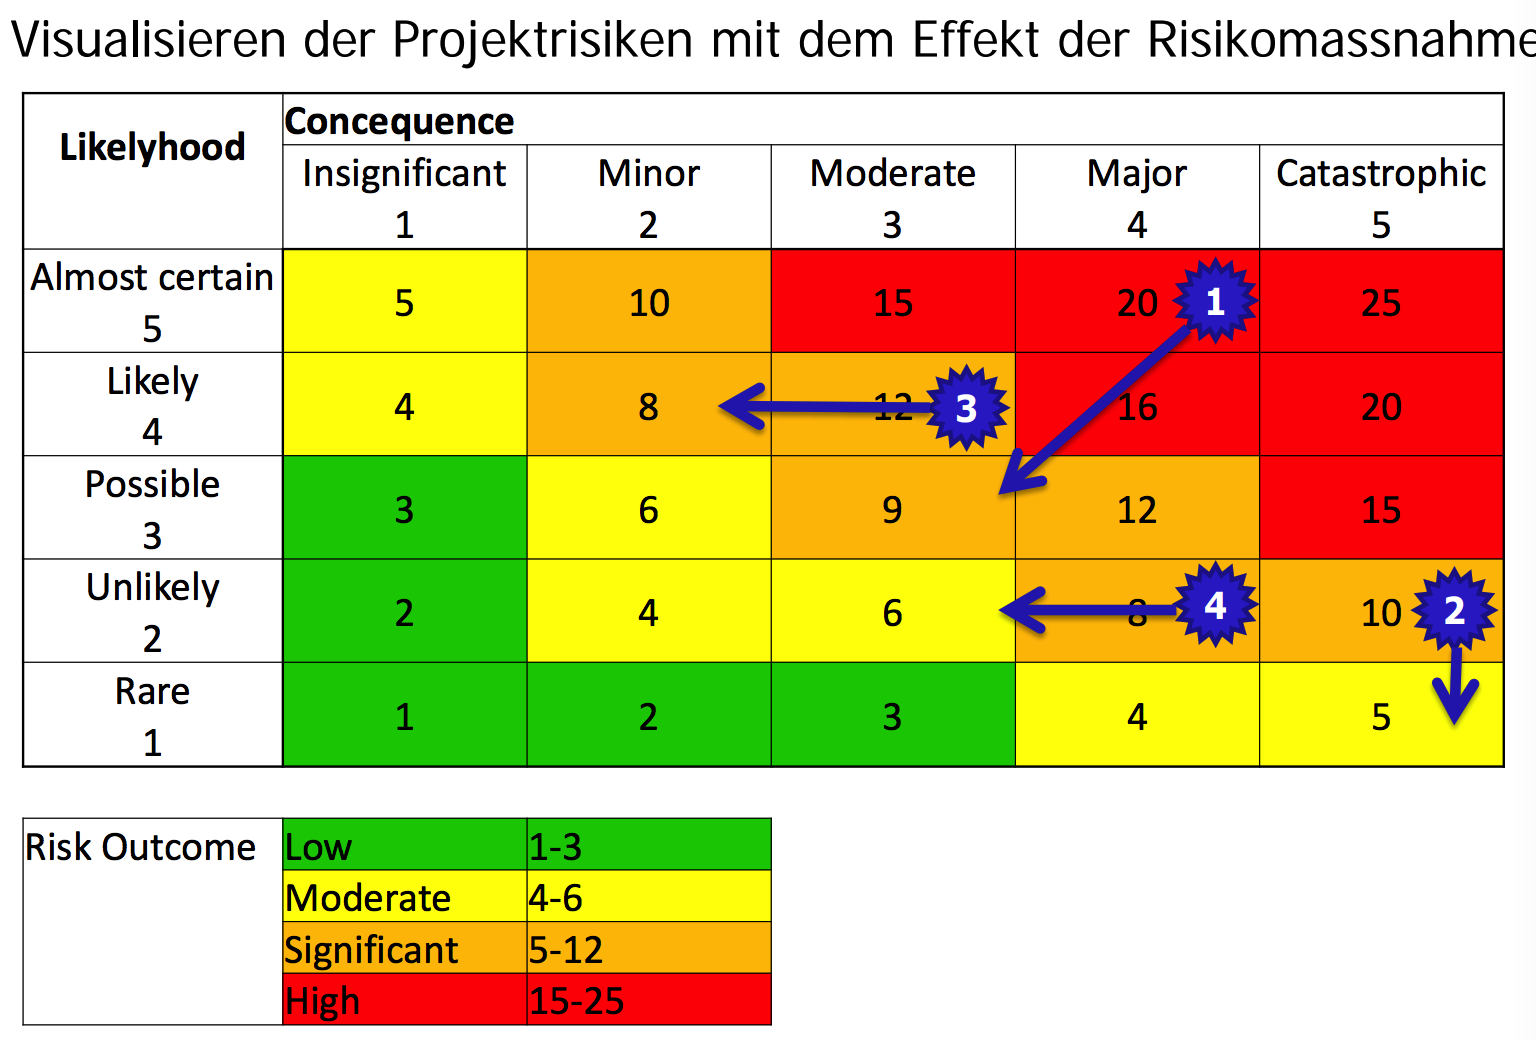 Visualisieren der Projektrisiken mit dem Effekt der Risikomassnahme
Likelyhood
Concequence
Insignificant Minor Moderate Major Catastrophic
1 2 3 4 5
Almost certain
5
5 10 15 20 1 25
Likely
4
4 8 12 3 16 20
Possible
3
3 6 9 12 15
Unlikely
2
2 4 6 8 4 10 2
Rare
1
1 2 3 4 5
Risk Outcome Low 1-3
Moderate 4-6
Significant 5-12
High 15-25